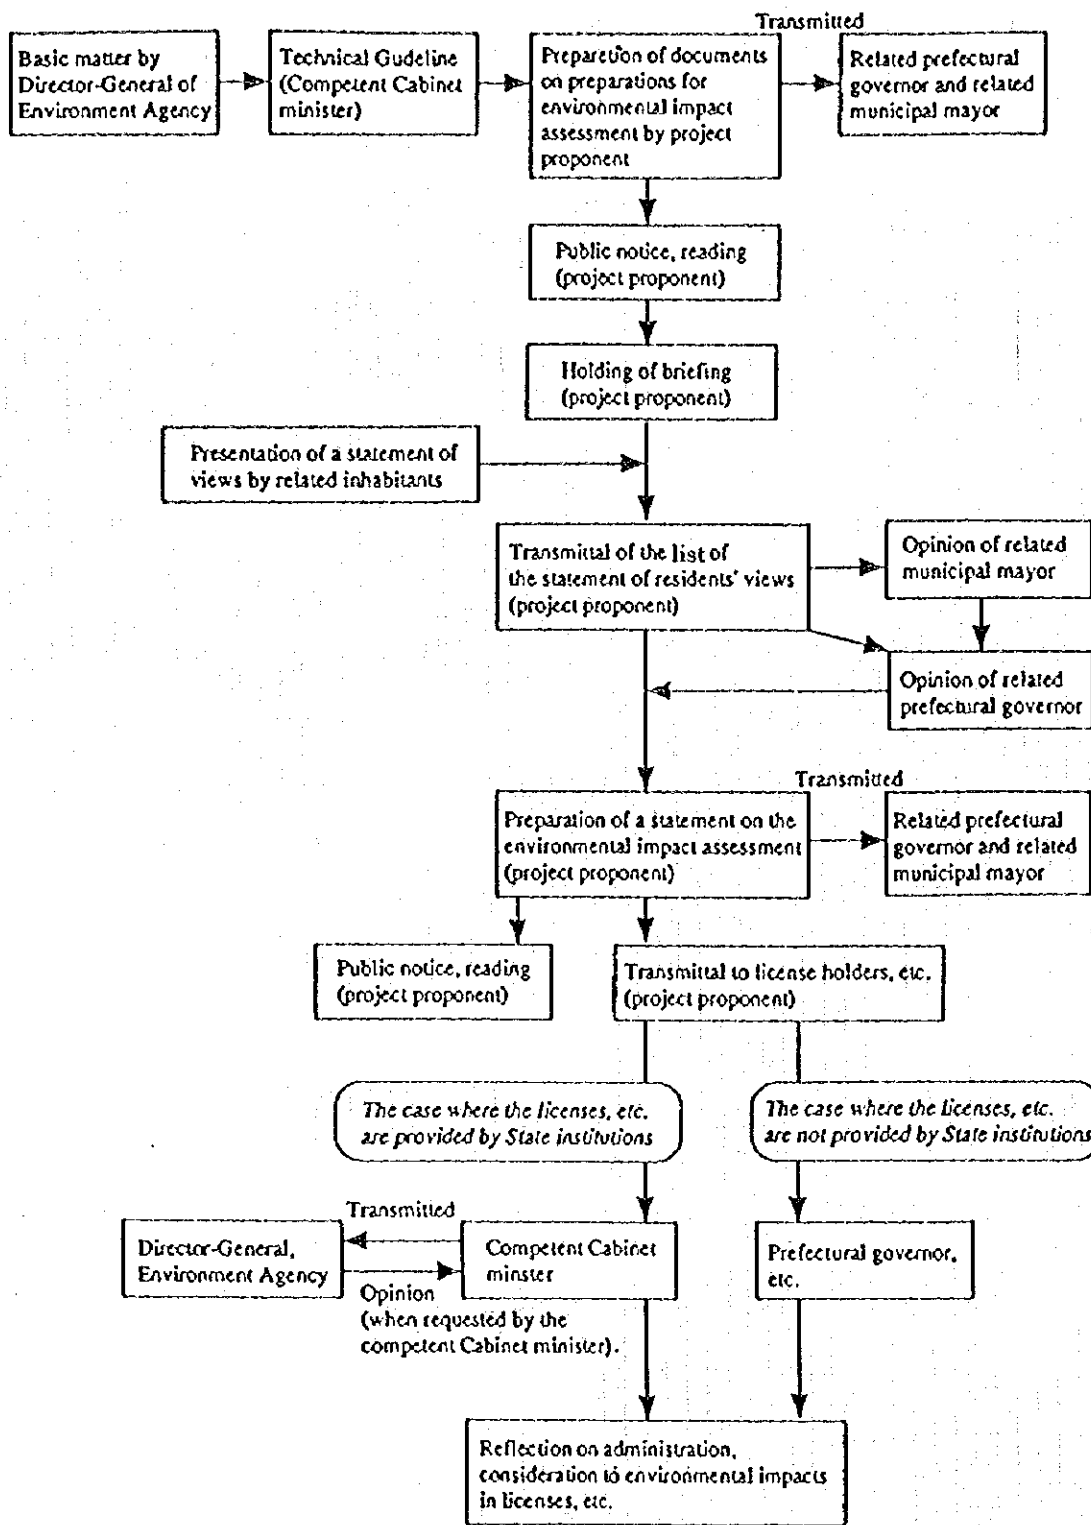 Transmitted
Basic matter by
Director-General of
Environment Agency
Technical Gudeline
(Competent Cabinet
minister)
Preparetion of documents
on preparations for
environmental impact
assessment by project
proponent
Related prefectural
governor and related
municipal mayor
Public notice, reading
(project proponent)
Holding of briefing
(project proponent)
Presentation of a statement of
views by related inhabitants
Transmittal of the list of
the statement of residents' views
(project proponent)
Opinion of related
municipal mayor
Opinion of related
prefectural governor
Transmitted
Preparation of a statement on the
environmental impact assessment
(project proponent)
Related prefectural
governor and related
municipal mayor
Public notice, reading
(project proponent)
Transmittal to license holders, etc.
(project proponent)
The case where the licenses, etc.
are provided by State institutions
The case where the licenses, etc.
are not provided by State institutions
Transmitted
Director-General,
Environment Agency
Competent Cabinet
minster
Prefectural governor,
etc.
Opinion
(when requested by the
competent Cabinet minister).
Reflection on administration,
consideration to environmental impacts
in licenses, etc.